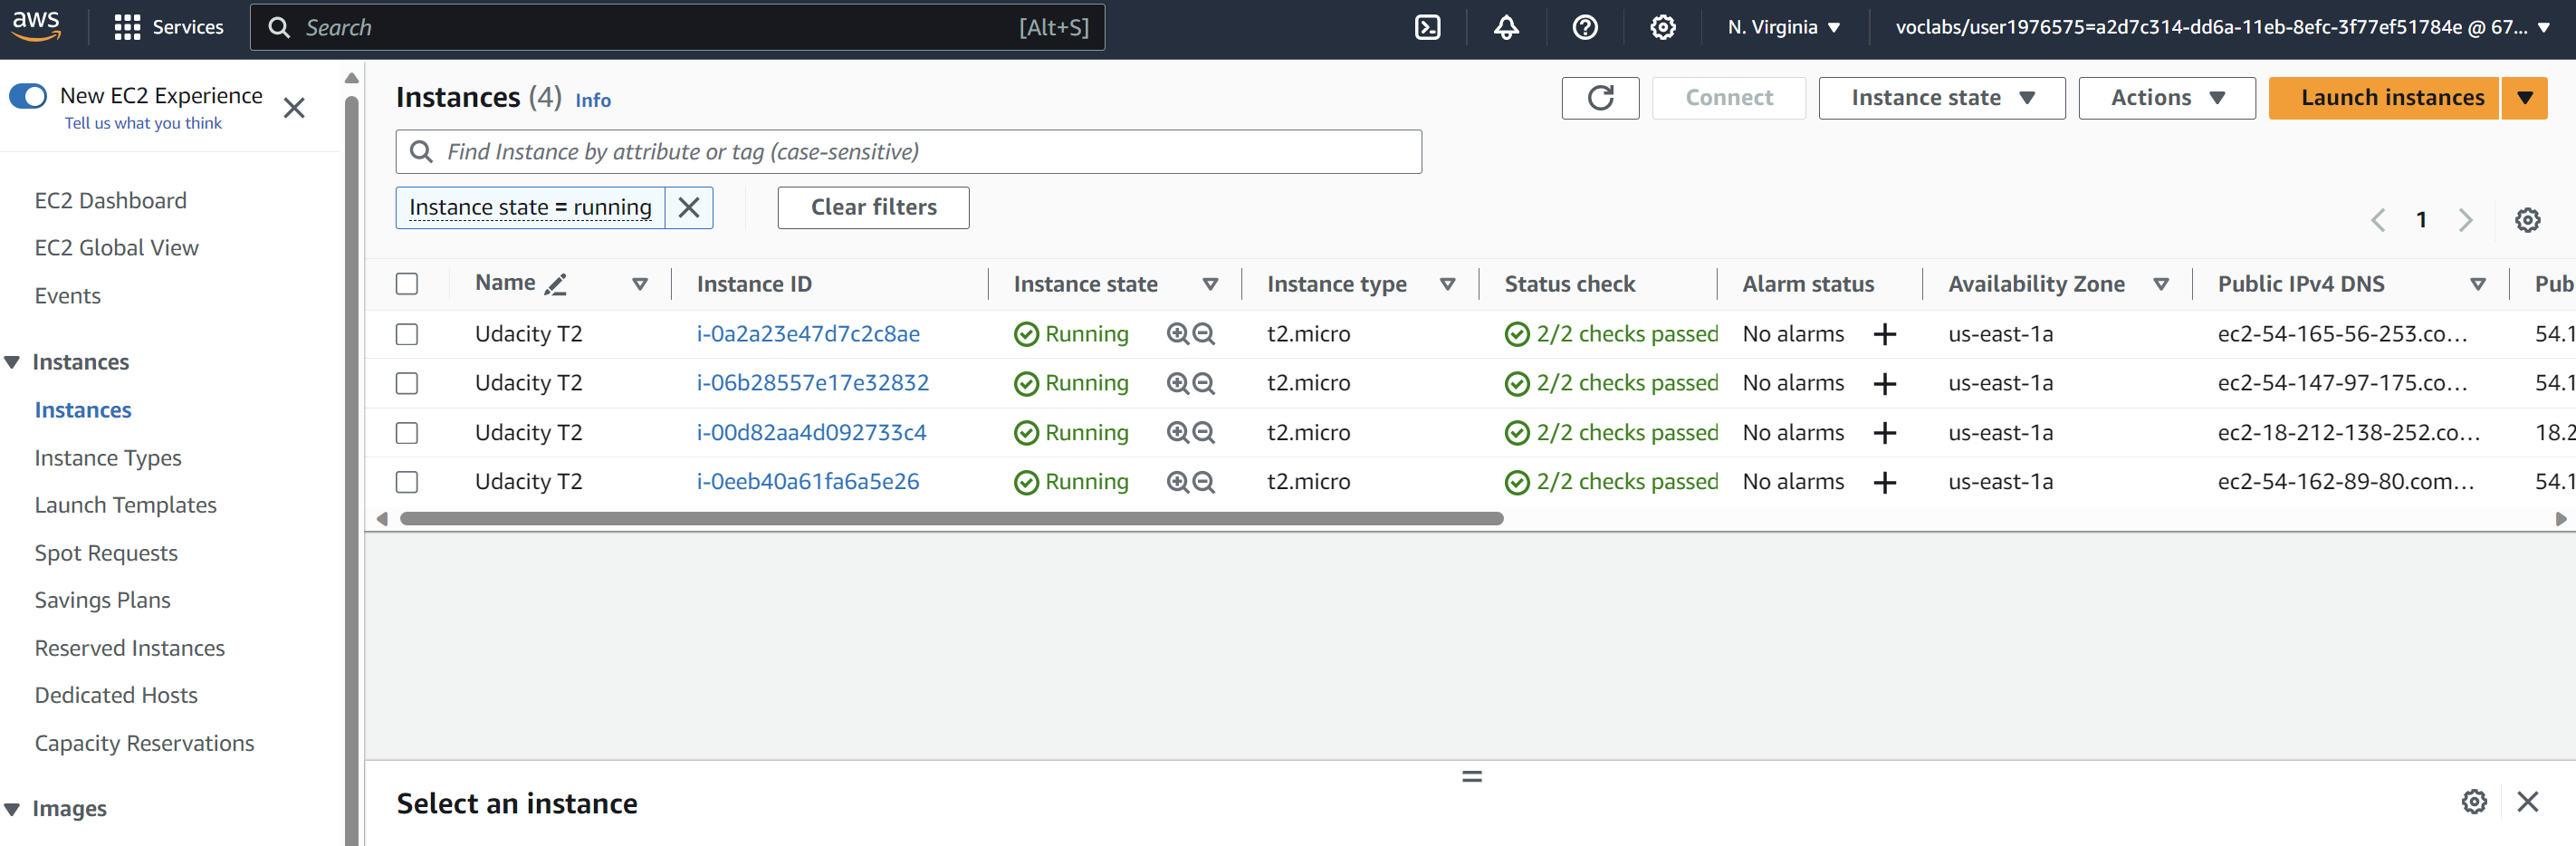 aws Services Search [Alt+S] N. Virginia voclabs/user1976575=a2d7c314-dd6a-11eb-8efc-3f77ef51784e @ 67...
New EC2 Experience
Tell us what you think
EC2 Dashboard
EC2 Global View
Events
Instances
Instances
Instance Types
Launch Templates
Spot Requests
Savings Plans
Reserved Instances
Dedicated Hosts
Capacity Reservations
Images
Instances (4) Info
Connect Instance state Actions Launch instances
Find Instance by attribute or tag (case-sensitive)
Instance state = running Clear filters
1
Name Instance ID Instance state Instance type Status check Alarm status Availability Zone Public IPv4 DNS Pub
Udacity T2 i-0a2a23e47d7c2c8ae Running t2.micro 2/2 checks passed No alarms us-east-1a ec2-54-165-56-253.co... 54.1
Udacity T2 i-06b28557e17e32832 Running t2.micro 2/2 checks passed No alarms us-east-1a ec2-54-147-97-175.co... 54.1
Udacity T2 i-00d82aa4d092733c4 Running t2.micro 2/2 checks passed No alarms us-east-1a ec2-18-212-138-252.co... 18.2
Udacity T2 i-0eeb40a61fa6a5e26 Running t2.micro 2/2 checks passed No alarms us-east-1a ec2-54-162-89-80.com... 54.1
Select an instance